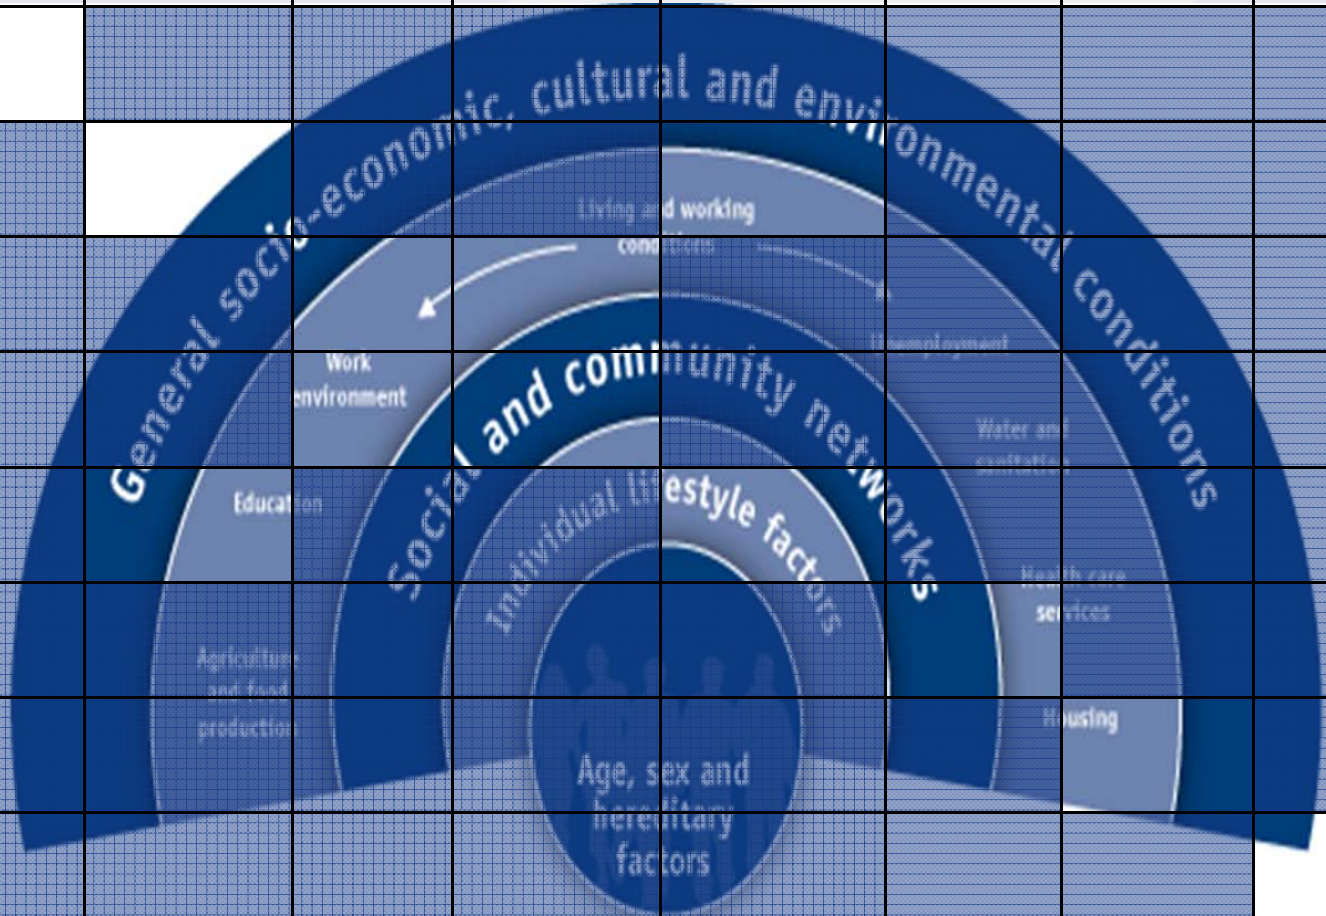 General socio-economic, cultural and environmental conditions
Living and working
conditions
Work
environment
Unemployment
Water and
sanitation
Education
Health care
services
Agriculture
and food
production
Housing
Social and community networks
Individual lifestyle factors
Age, sex and
hereditary
factors